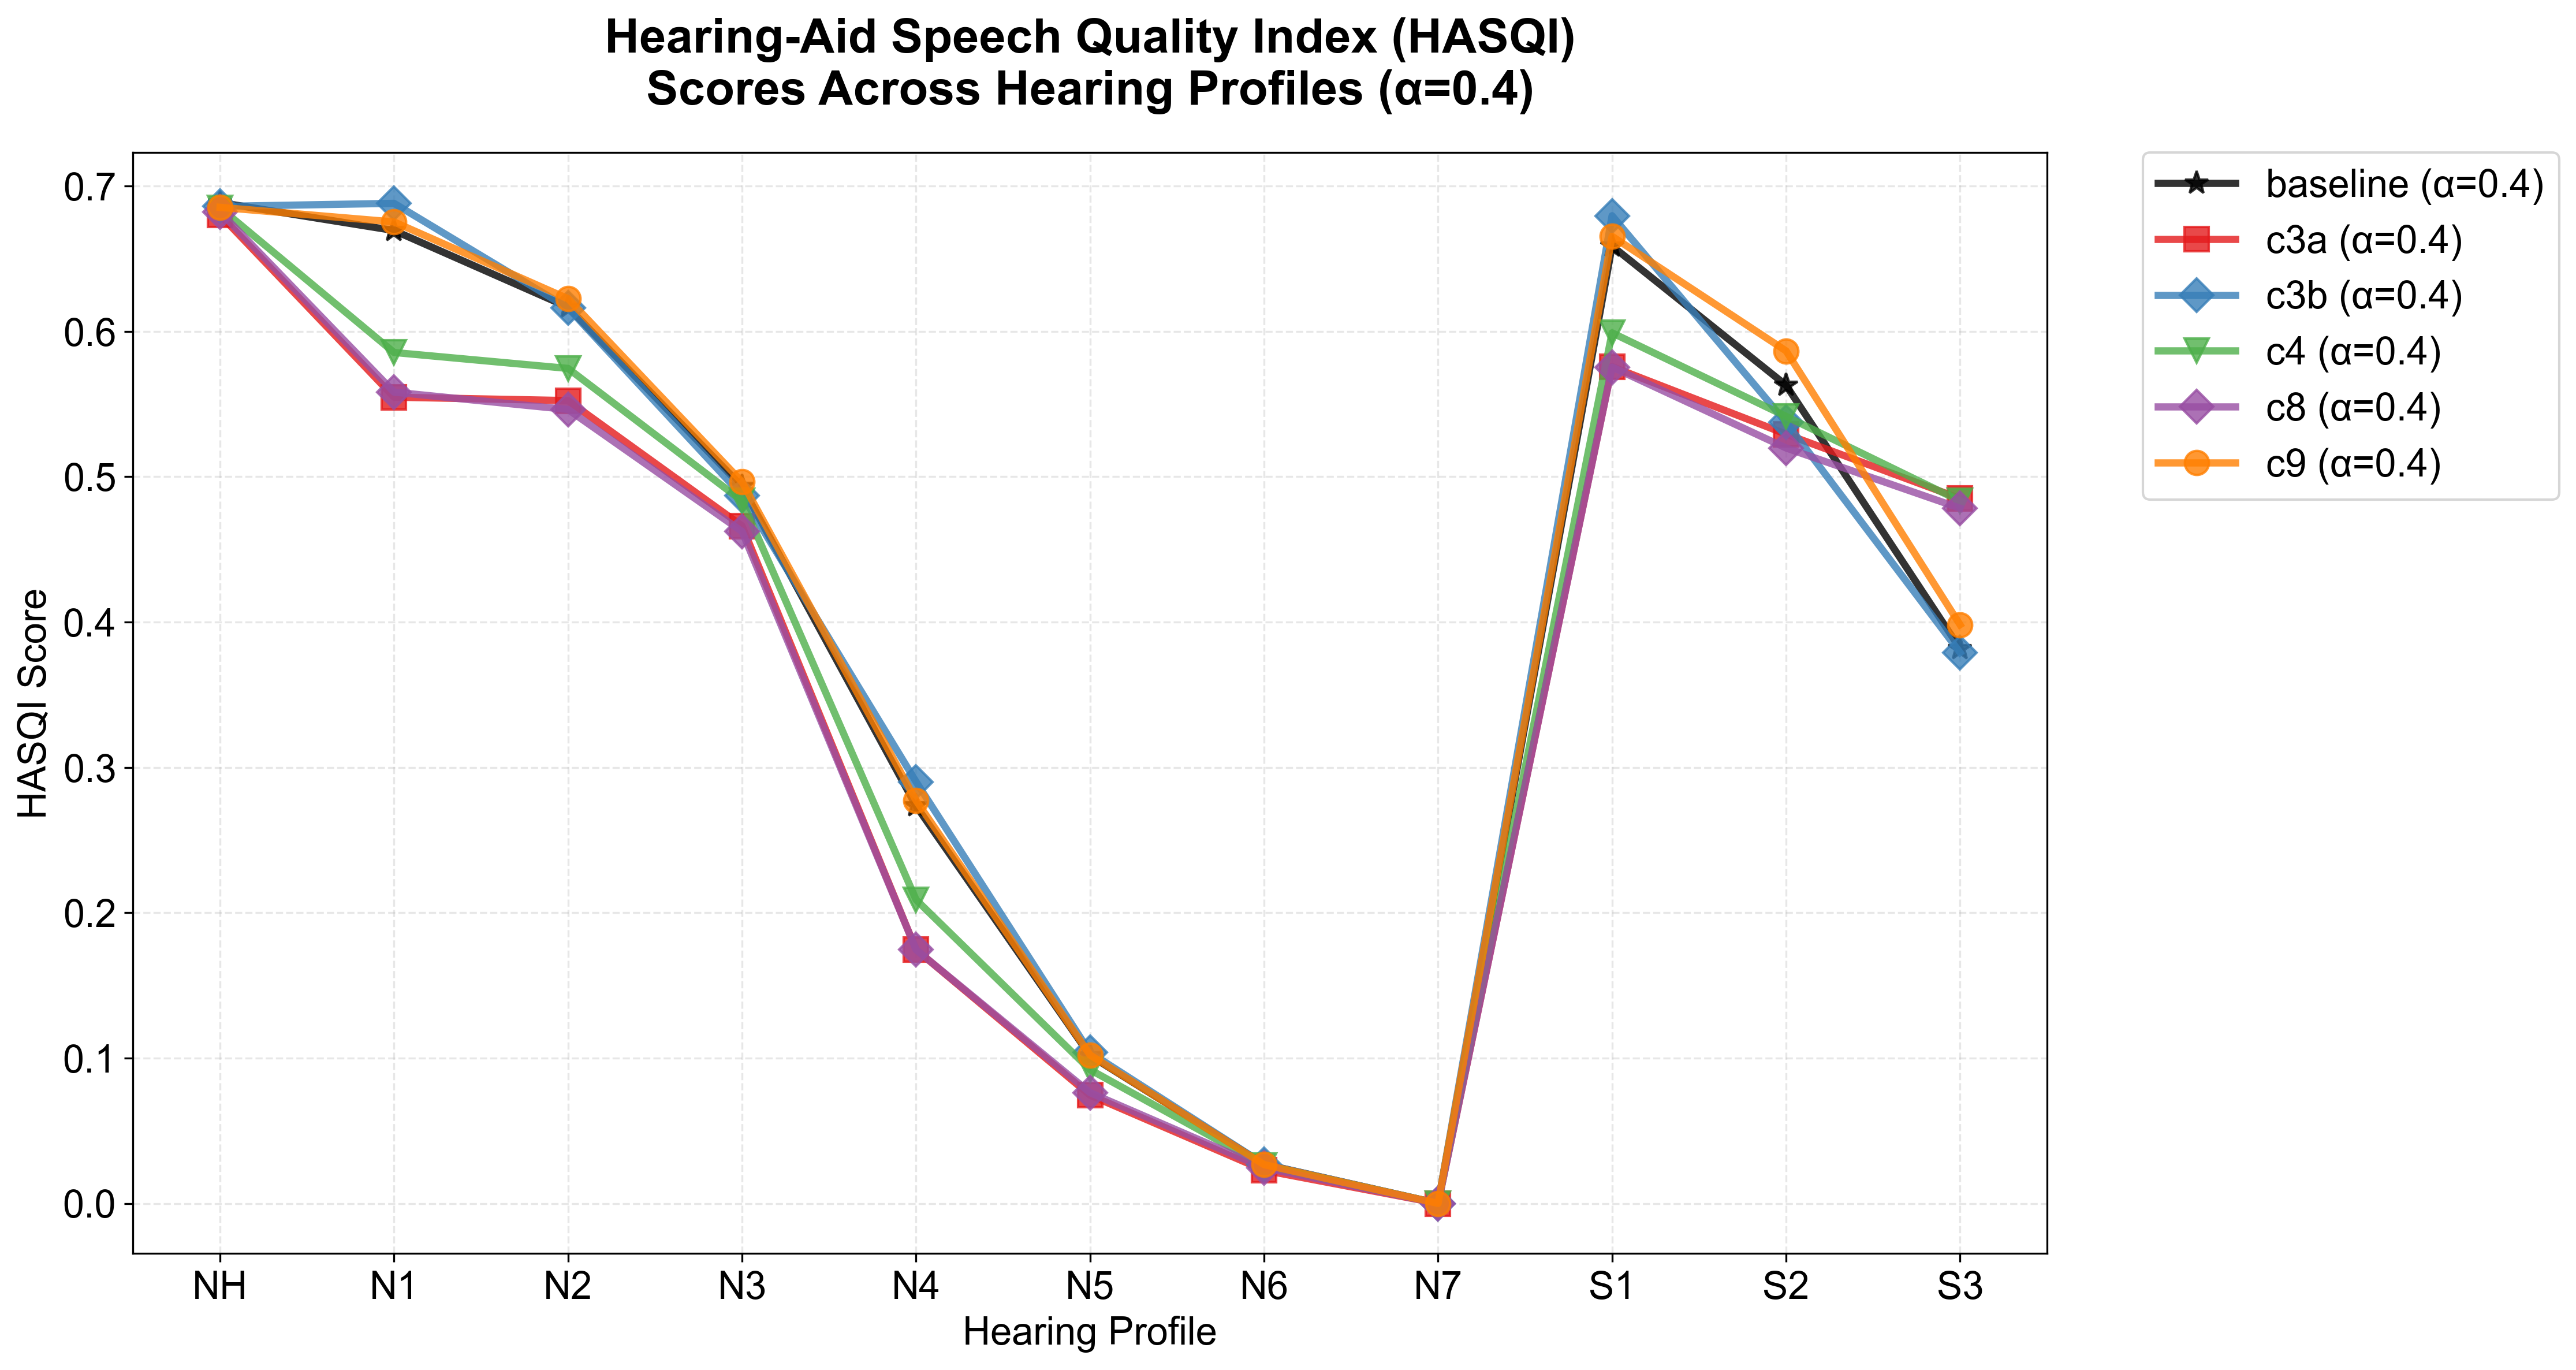 Hearing-Aid Speech Quality Index (HASQI)
Scores Across Hearing Profiles (α=0.4)
HASQI Score
0.7
0.6
0.5
0.4
0.3
0.2
0.1
0.0
NH N1 N2 N3 N4 N5 N6 N7 S1 S2 S3
Hearing Profile
baseline (α=0.4)
c3a (α=0.4)
c3b (α=0.4)
c4 (α=0.4)
c8 (α=0.4)
c9 (α=0.4)